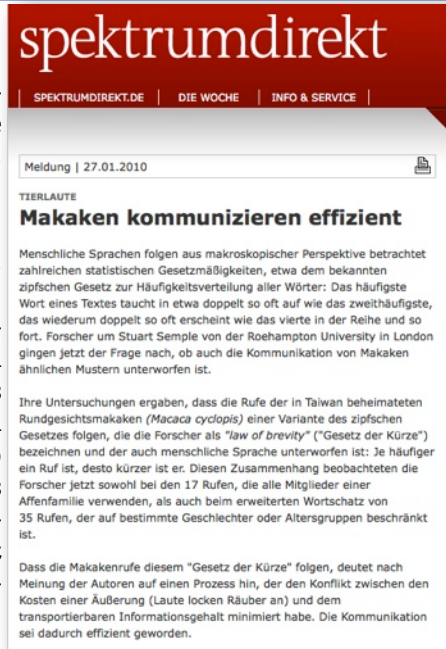 spektrumdirekt
SPEKTRUMDIREKT.DE | DIE WOCHE | INFO & SERVICE |
Meldung | 27.01.2010
TIERLAUTE
Makaken kommunizieren effizient
Menschliche Sprachen folgen aus makroskopischer Perspektive betrachtet
zahlreichen statistischen Gesetzmäßigkeiten, etwa dem bekannten
zipfschen Gesetz zur Häufigkeitsverteilung aller Wörter: Das häufigste
Wort eines Textes taucht in etwa doppelt so oft auf wie das zweithäufigste,
das wiederum doppelt so oft erscheint wie das vierte in der Reihe und so
fort. Forscher um Stuart Semple von der Roehampton University in London
gingen jetzt der Frage nach, ob auch die Kommunikation von Makaken
ähnlichen Mustern unterworfen ist.
Ihre Untersuchungen ergaben, dass die Rufe der in Taiwan beheimateten
Rundgesichtsmakaken (Macaca cyclopis) einer Variante des zipfschen
Gesetzes folgen, die die Forscher als "law of brevity" ("Gesetz der Kürze")
bezeichnen und der auch menschliche Sprache unterworfen ist: Je häufiger
ein Ruf ist, desto kürzer ist er. Diesen Zusammenhang beobachteten die
Forscher jetzt sowohl bei den 17 Rufen, die alle Mitglieder einer
Affenfamilie verwenden, als auch beim erweiterten Wortschatz von
35 Rufen, der auf bestimmte Geschlechter oder Altersgruppen beschränkt
ist.
Dass die Makakenrufe diesem "Gesetz der Kürze" folgen, deutet nach
Meinung der Autoren auf einen Prozess hin, der den Konflikt zwischen den
Kosten einer Äußerung (Laute locken Räuber an) und dem
transportierbaren Informationsgehalt minimiert habe. Die Kommunikation
sei dadurch effizient geworden.